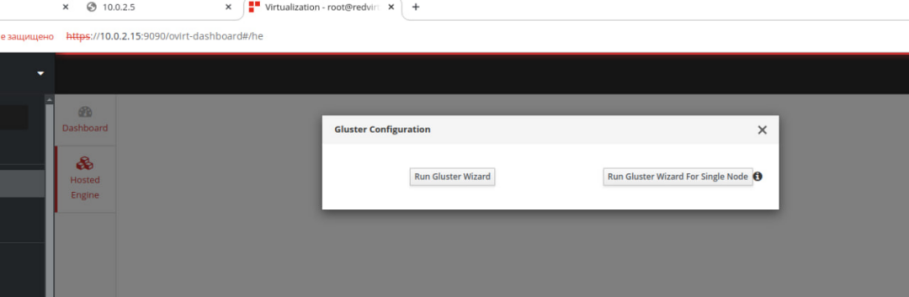 10.0.2.5
Virtualization - root@redvirt
е защищено https://10.0.2.15:9090/ovirt-dashboard#/he
Dashboard
Hosted
Engine
Gluster Configuration
Run Gluster Wizard
Run Gluster Wizard For Single Node